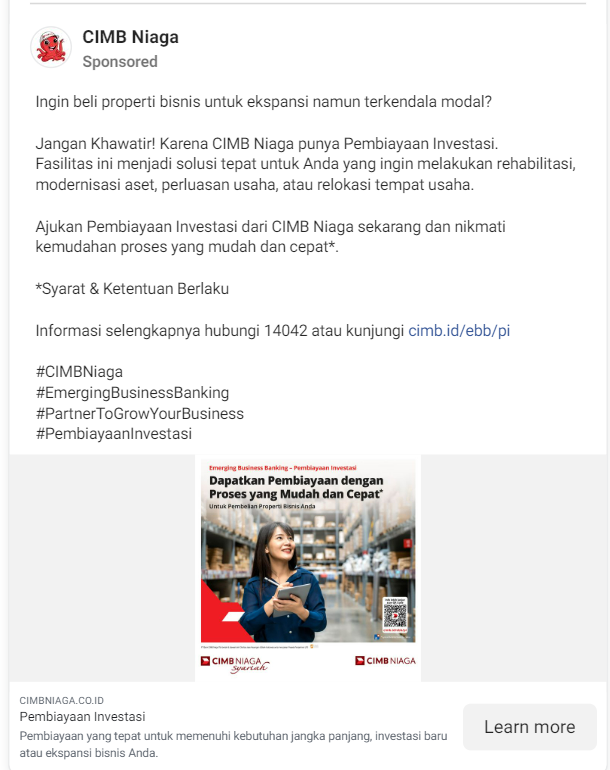 CIMB Niaga
Sponsored
Ingin beli properti bisnis untuk ekspansi namun terkendala modal?
Jangan Khawatir! Karena CIMB Niaga punya Pembiayaan Investasi.
Fasilitas ini menjadi solusi tepat untuk Anda yang ingin melakukan rehabilitasi,
modernisasi aset, perluasan usaha, atau relokasi tempat usaha.
Ajukan Pembiayaan Investasi dari CIMB Niaga sekarang dan nikmati
kemudahan proses yang mudah dan cepat*.
*Syarat & Ketentuan Berlaku
Informasi selengkapnya hubungi 14042 atau kunjungi cimb.id/ebb/pi
#CIMBNiaga
#EmergingBusinessBanking
#PartnerToGrowYourBusiness
#PembiayaanInvestasi
Emerging Business Banking – Pembiayaan Investasi
Dapatkan Pembiayaan dengan
Proses yang Mudah dan Cepat*
Untuk Pembelian Properti Bisnis Anda
CIMB NIAGA
Syariah
CIMB NIAGA
CIMBNIAGA.CO.ID
Pembiayaan Investasi
Pembiayaan yang tepat untuk memenuhi kebutuhan jangka panjang, investasi baru
atau ekspansi bisnis Anda.
Learn more